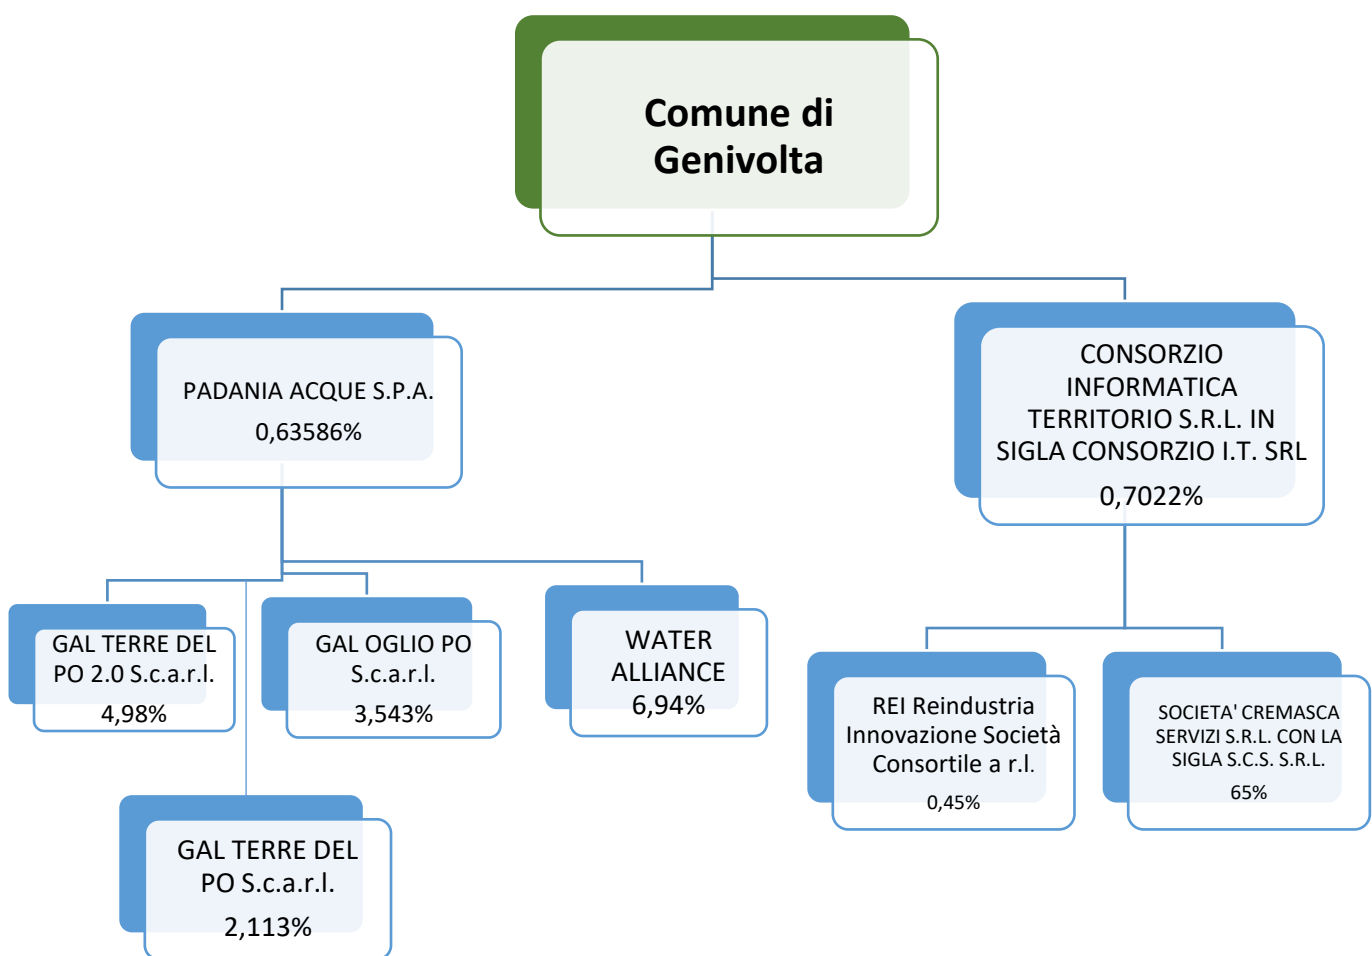 Comune di
Genivolta
PADANIA ACQUE S.P.A.
0,63586%
CONSORZIO
INFORMATICA
TERRITORIO S.R.L. IN
SIGLA CONSORZIO I.T. SRL
0,7022%
GAL TERRE DEL
PO 2.0 S.c.a.r.l.
4,98%
GAL OGLIO PO
S.c.a.r.l.
3,543%
WATER
ALLIANCE
6,94%
REI Reindustria
Innovazione Società
Consortile a r.l.
0,45%
SOCIETA' CREMASCA
SERVIZI S.R.L. CON LA
SIGLA S.C.S. S.R.L.
65%
GAL TERRE DEL
PO S.c.a.r.l.
2,113%